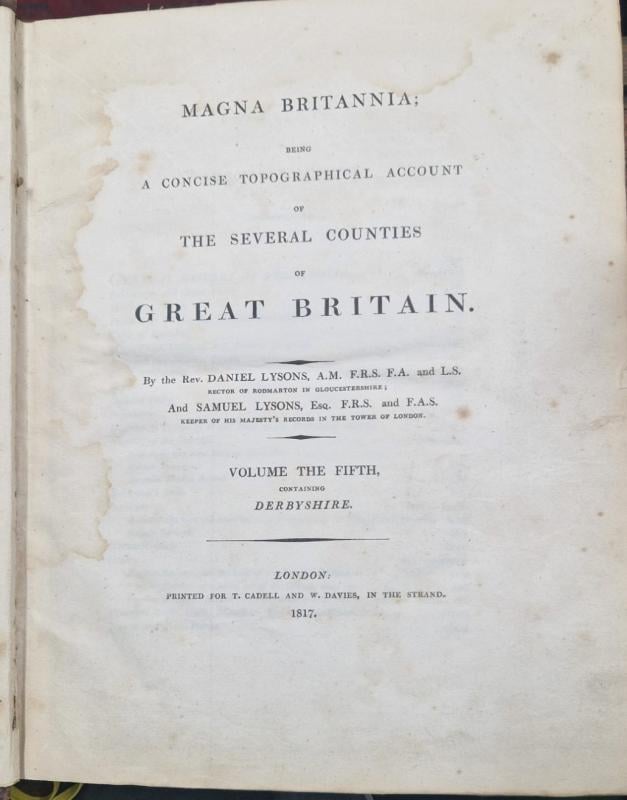 MAGNA BRITANNIA;
BEING
A CONCISE TOPOGRAPHICAL ACCOUNT
OF
THE SEVERAL COUNTIES
OF
GREAT BRITAIN.
By the Rev. DANIEL LYSONS, A.M. F.R.S. F.A. and L.S.
RECTOR OF RODMARTON IN GLOUCESTERSHIRE;
And SAMUEL LYSONS, Esq. F.R.S. and F.A.S.
KEEPER OF HIS MAJESTY'S RECORDS IN THE TOWER OF LONDON.
VOLUME THE FIFTH,
CONTAINING
DERBYSHIRE.
LONDON:
PRINTED FOR T. CADELL AND W. DAVIES, IN THE STRAND.
1817.